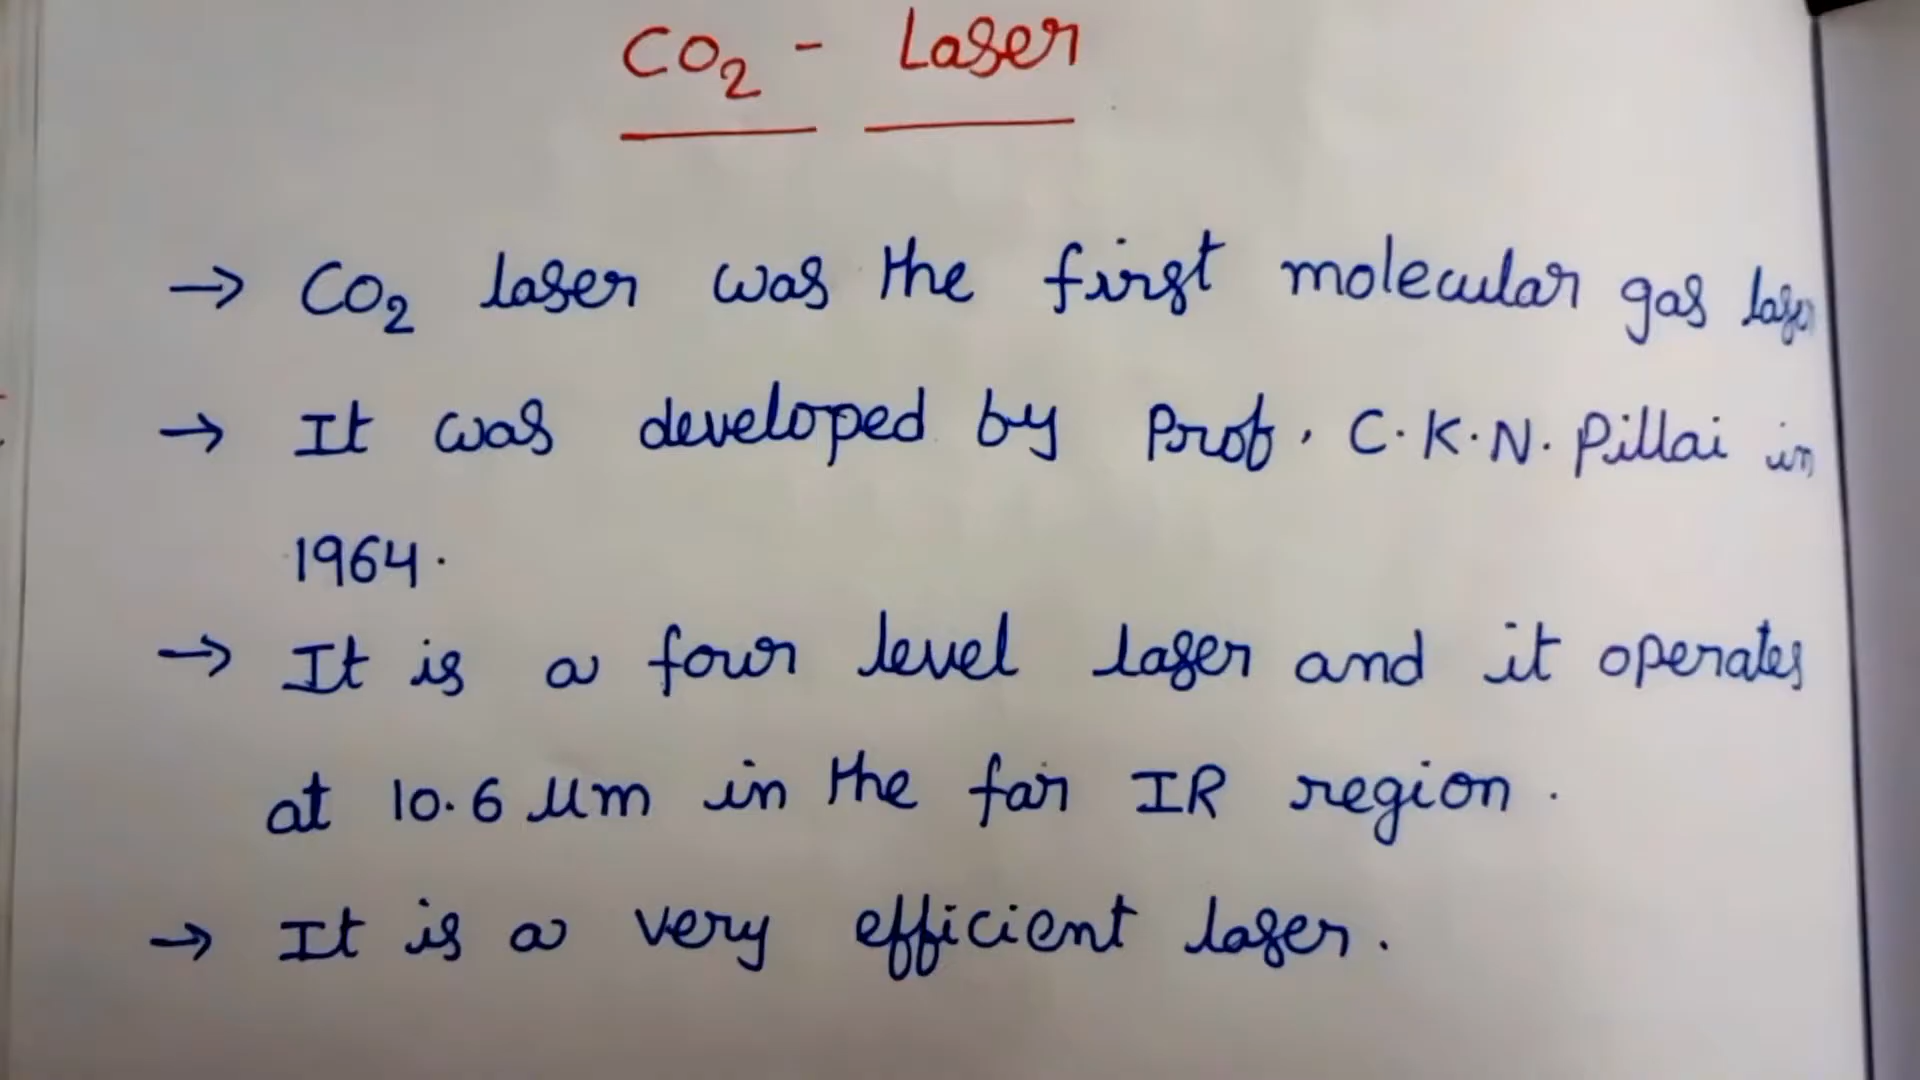 CO₂ - Laser
→ CO₂ laser was the first molecular gas laser
→ It was developed by Prof. C.K.N. Pillai in
1964.
→ It is a four level laser and it operates
at 10.6 µm in the far IR region.
→ It is a very efficient laser.